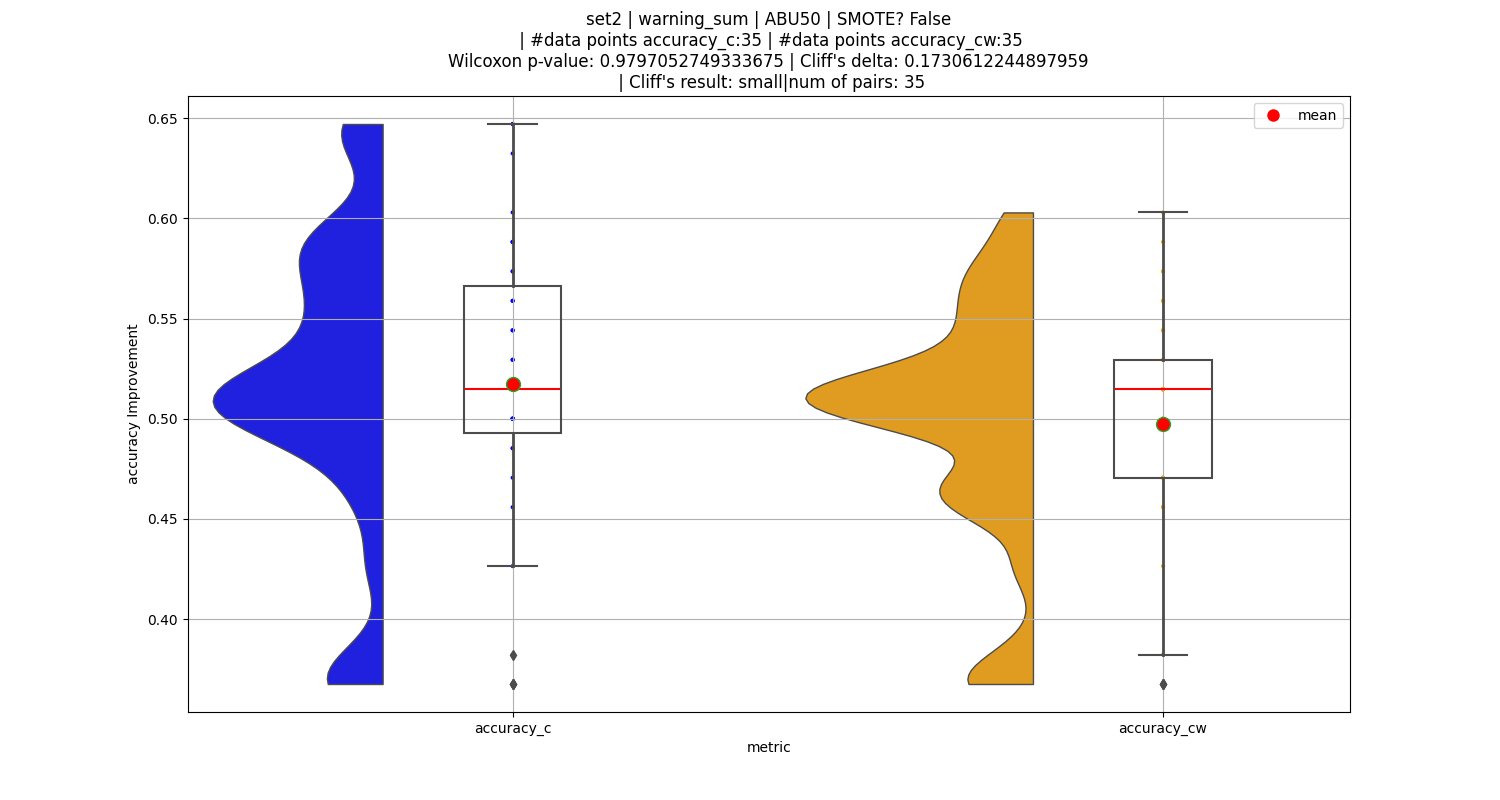 set2 | warning_sum | ABU50 | SMOTE? False
| #data points accuracy_c:35 | #data points accuracy_cw:35
Wilcoxon p-value: 0.9797052749333675 | Cliff's delta: 0.1730612244897959
| Cliff's result: small|num of pairs: 35
mean
0.65
0.60
0.55
0.50
0.45
0.40
accuracy Improvement
accuracy_c
accuracy_cw
metric